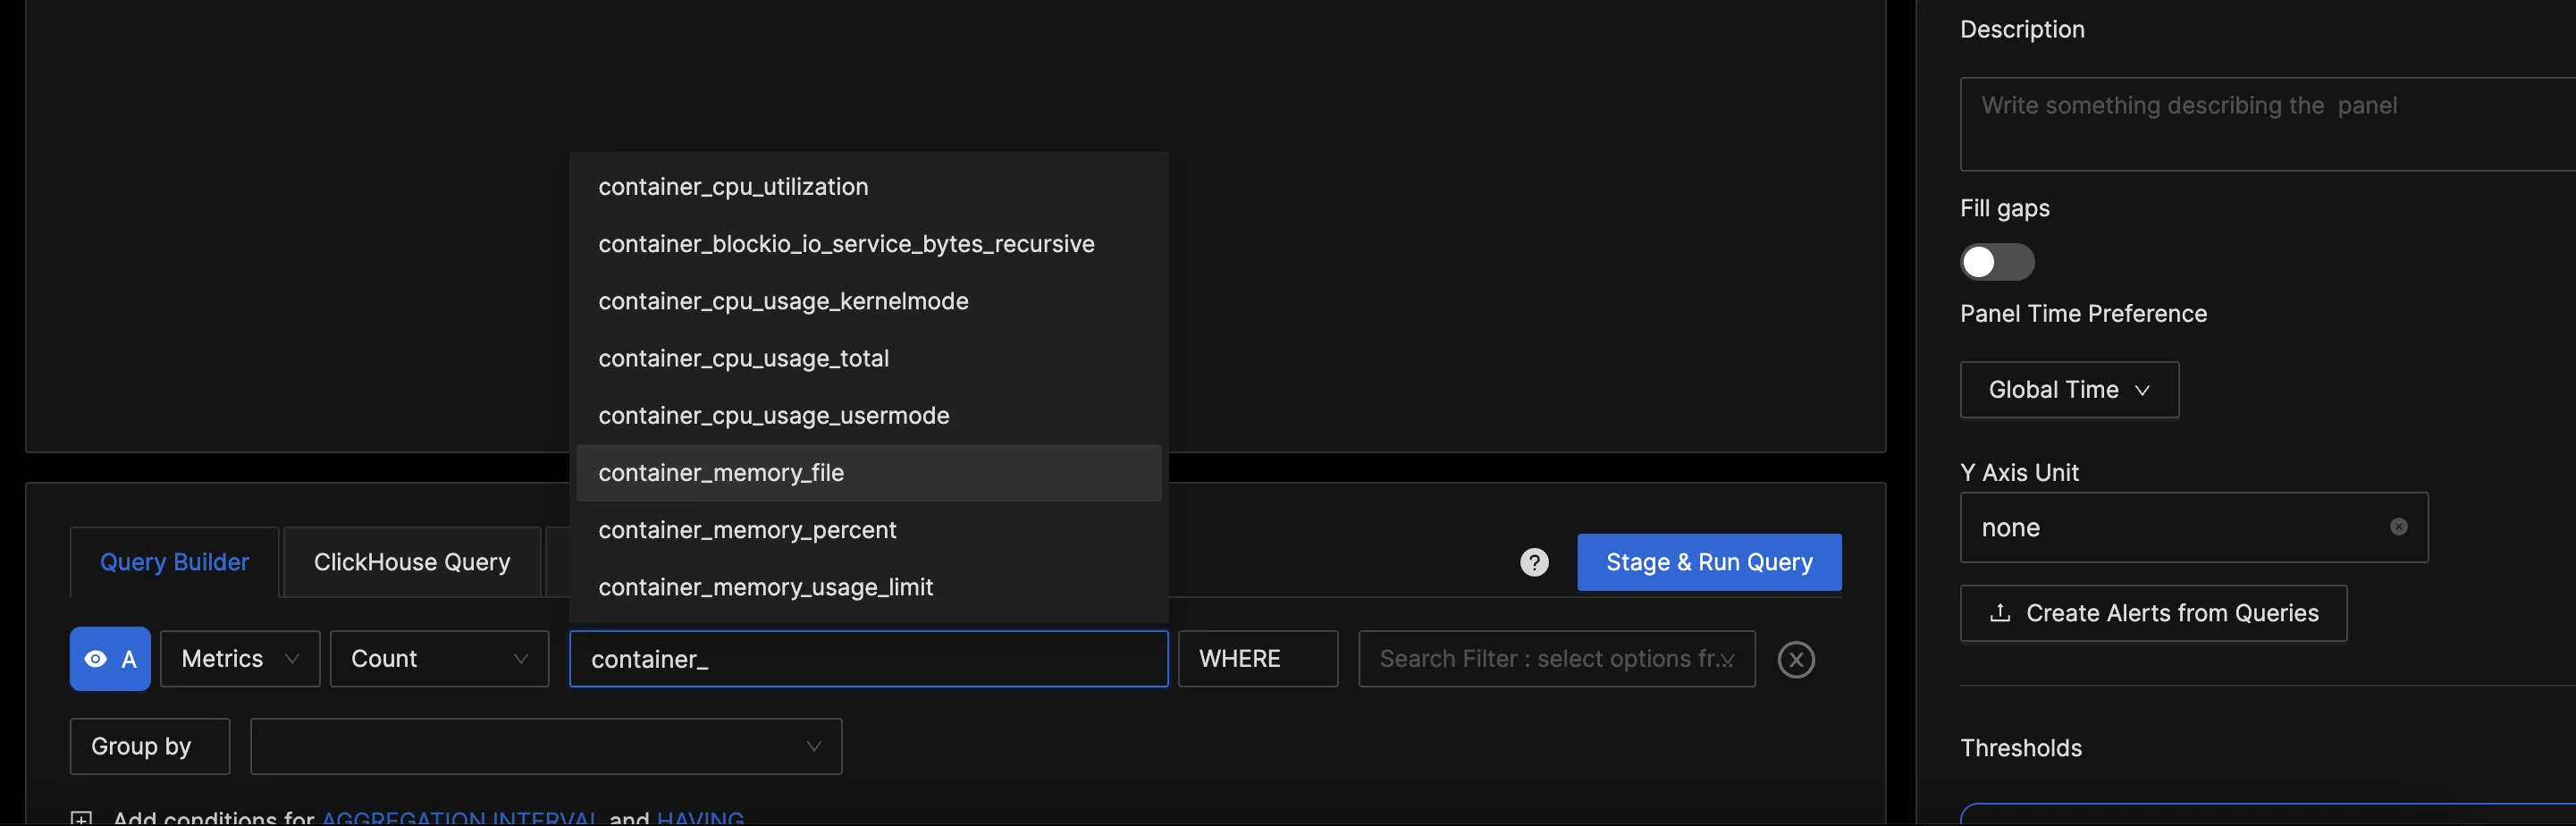 container_cpu_utilization
container_blockio_io_service_bytes_recursive
container_cpu_usage_kernelmode
container_cpu_usage_total
container_cpu_usage_usermode
container_memory_file
container_memory_percent
container_memory_usage_limit
Query Builder
ClickHouse Query
?
Stage & Run Query
A
Metrics
Count
container_
WHERE
Search Filter : select options fr...
Group by
Add conditions for AGGREGATION INTERVAL and HAVING
Description
Write something describing the  panel
Fill gaps
Panel Time Preference
Global Time
Y Axis Unit
none
Create Alerts from Queries
Thresholds